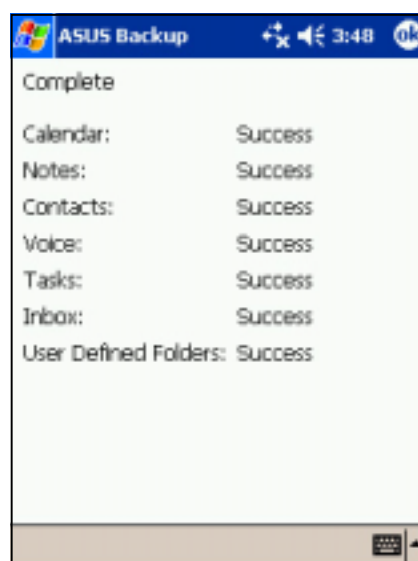 ASUS Backup 3:48 ok
Complete
Calendar: Success
Notes: Success
Contacts: Success
Voice: Success
Tasks: Success
Inbox: Success
User Defined Folders: Success